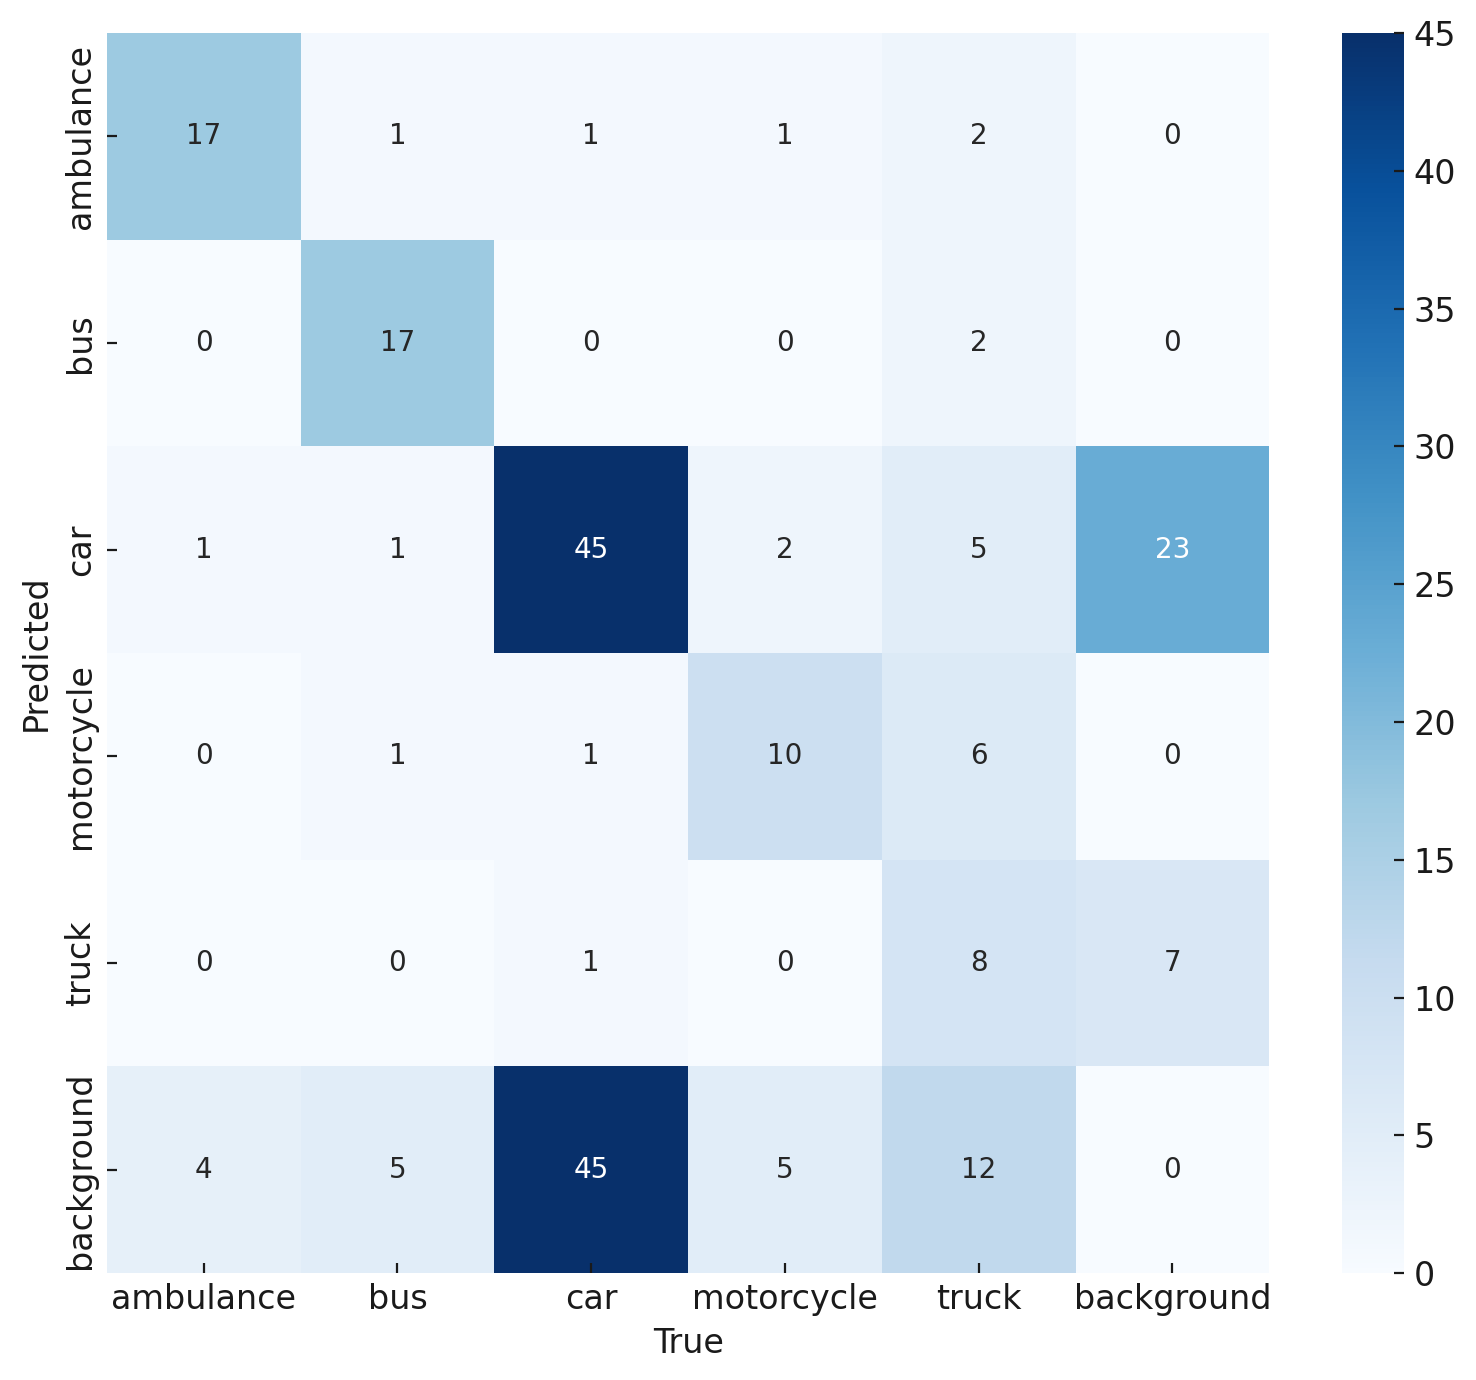 ambulance 17 1 1 1 2 0
bus 0 17 0 0 2 0
car 1 1 45 2 5 23
motorcycle 0 1 1 10 6 0
truck 0 0 1 0 8 7
background 4 5 45 5 12 0
Predicted
ambulance bus car motorcycle truck background
True
45
40
35
30
25
20
15
10
5
0